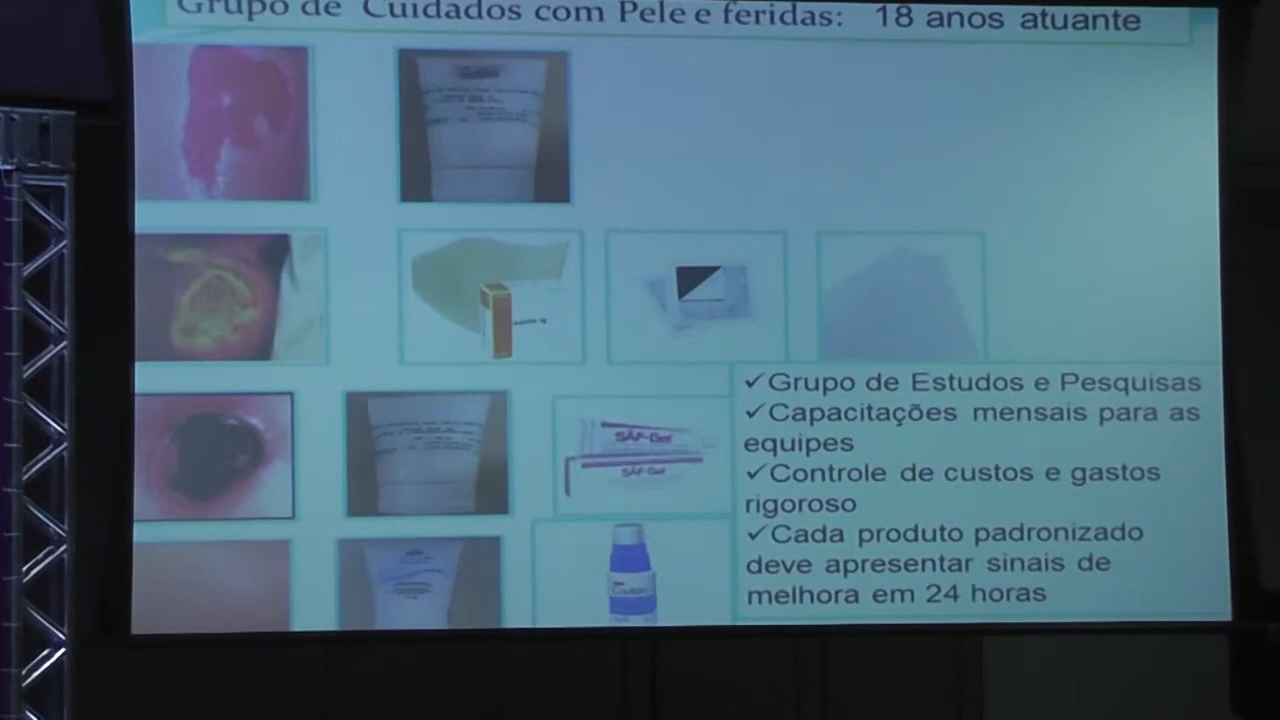 Grupo de Cuidados com Pele e feridas: 18 anos atuante
SAF-Gel
SAF-Gel
✓Grupo de Estudos e Pesquisas
✓Capacitações mensais para as
equipes
✓Controle de custos e gastos
rigoroso
✓Cada produto padronizado
deve apresentar sinais de
melhora em 24 horas